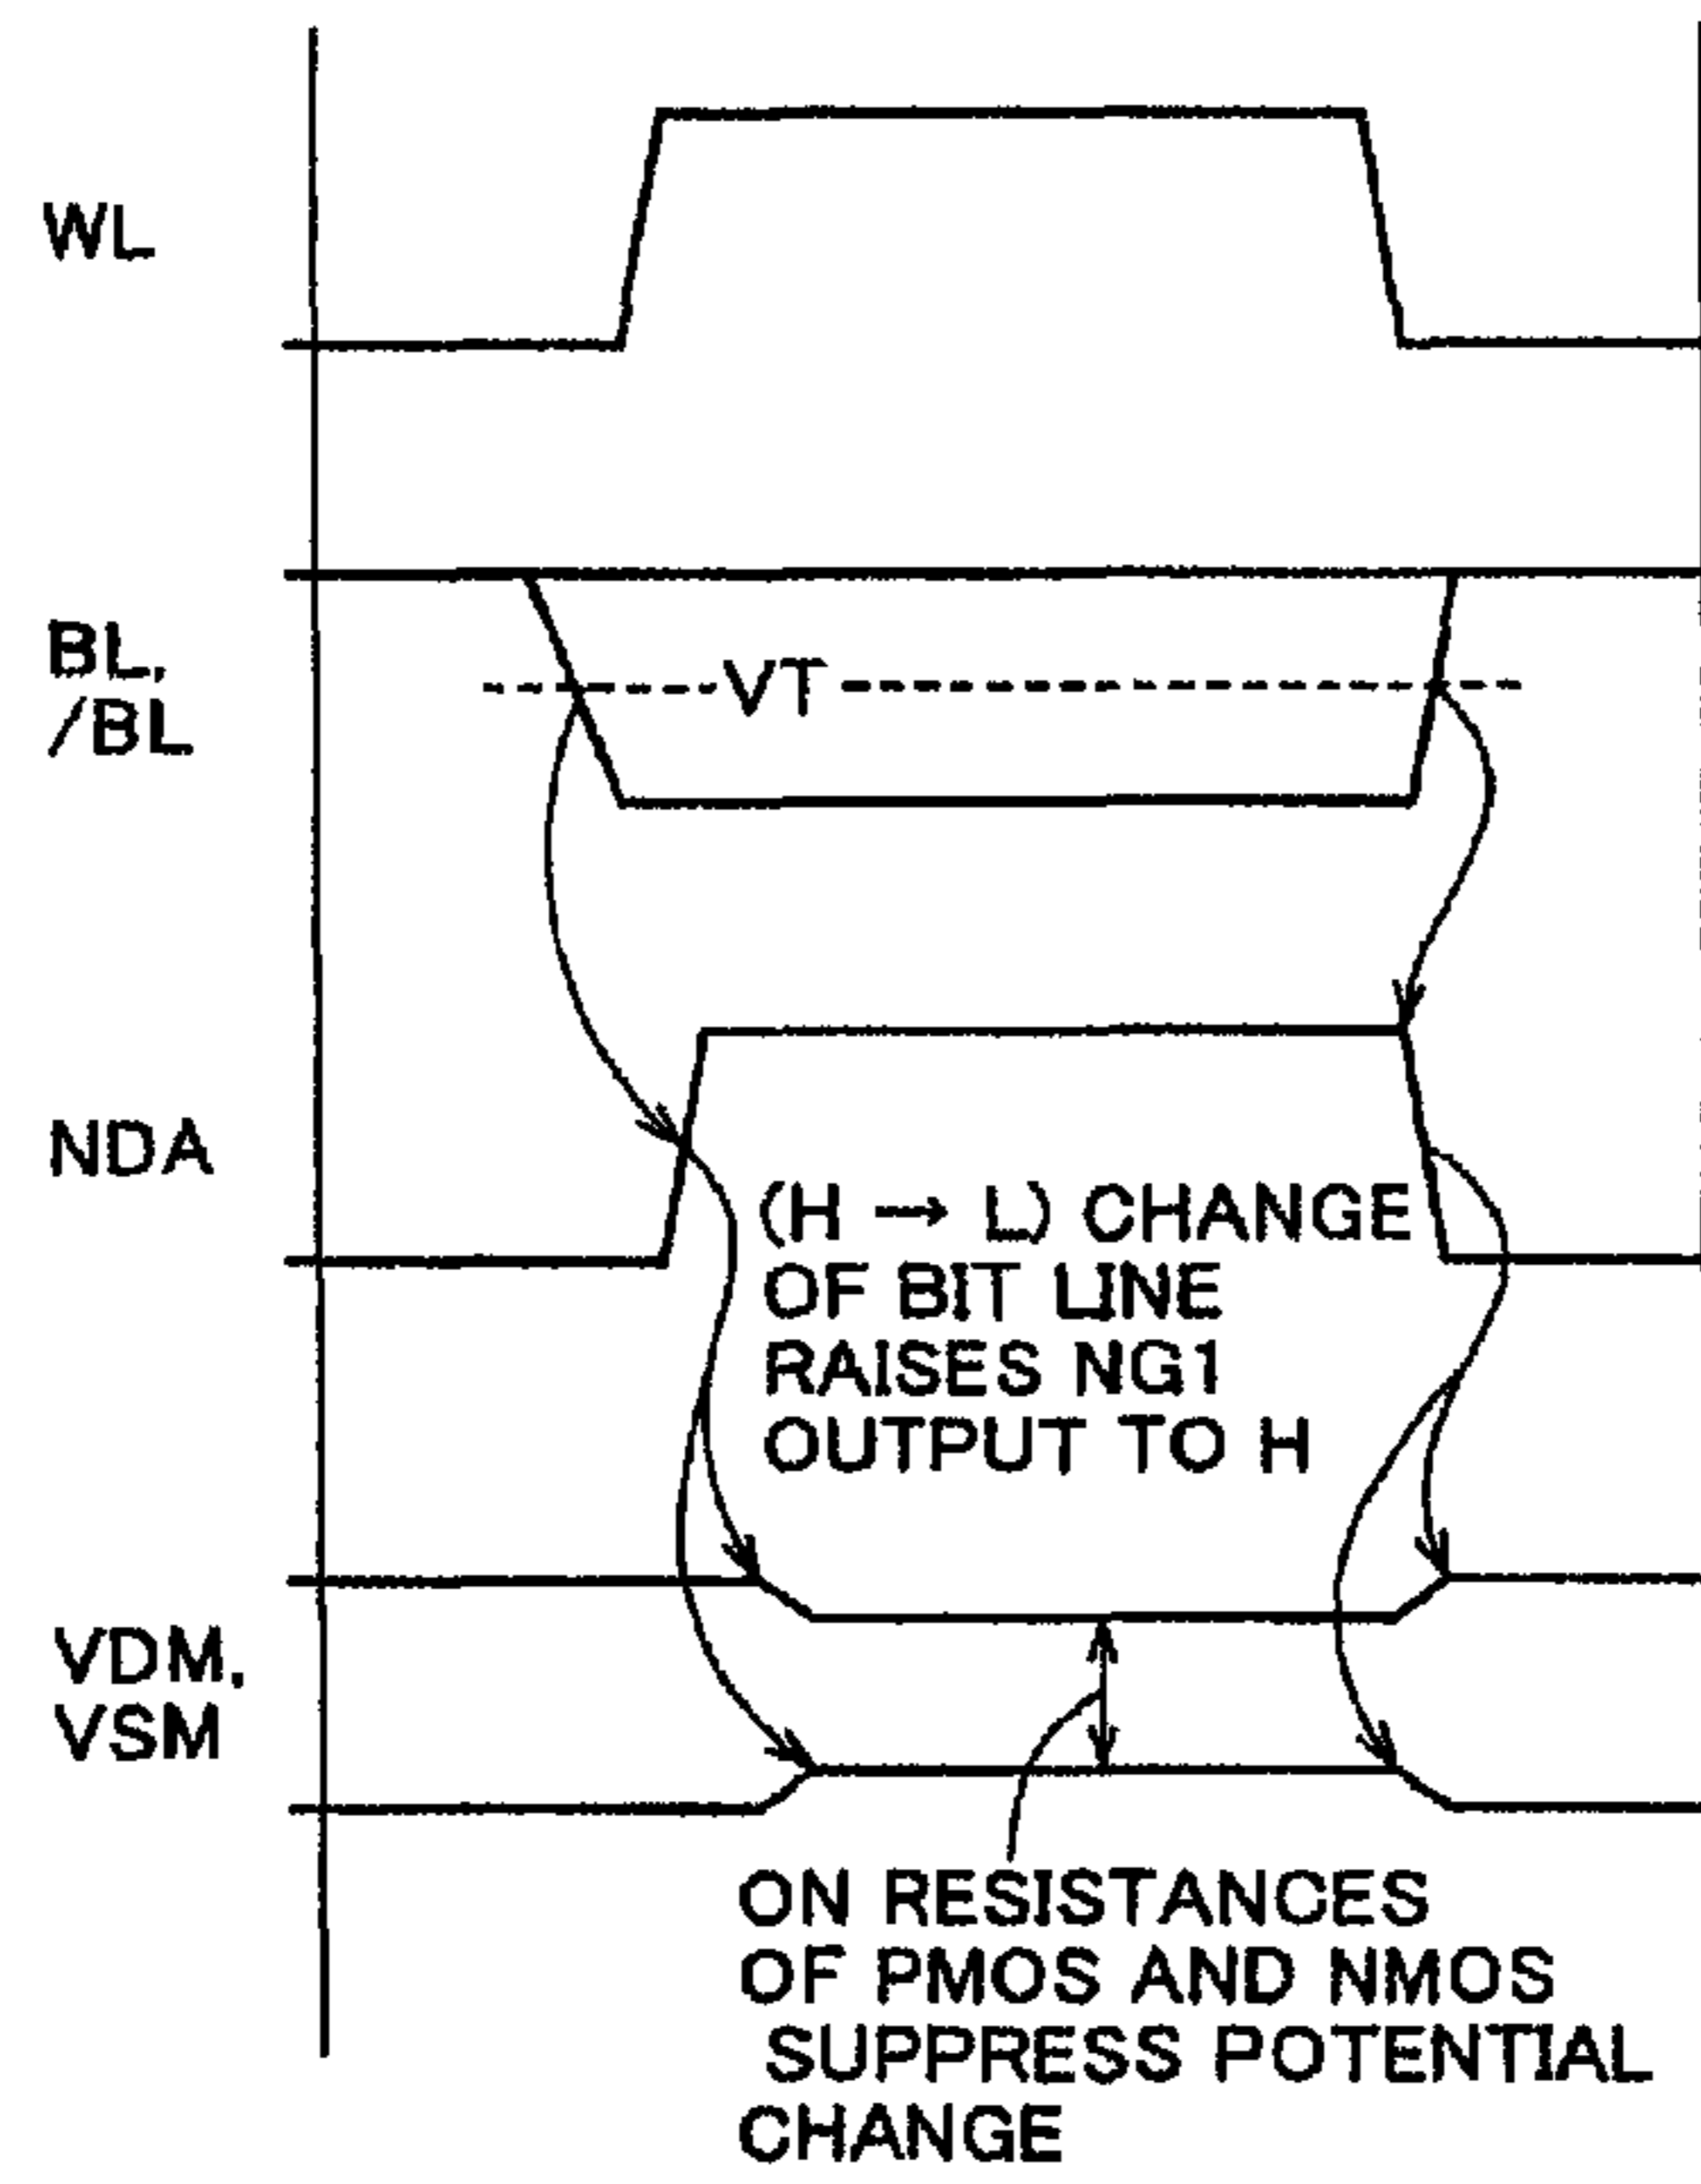 WL
BL,
/BL
VT
NDA
(H → L) CHANGE
OF BIT LINE
RAISES NG1
OUTPUT TO H
VDM,
VSM
ON RESISTANCES
OF PMOS AND NMOS
SUPPRESS POTENTIAL
CHANGE